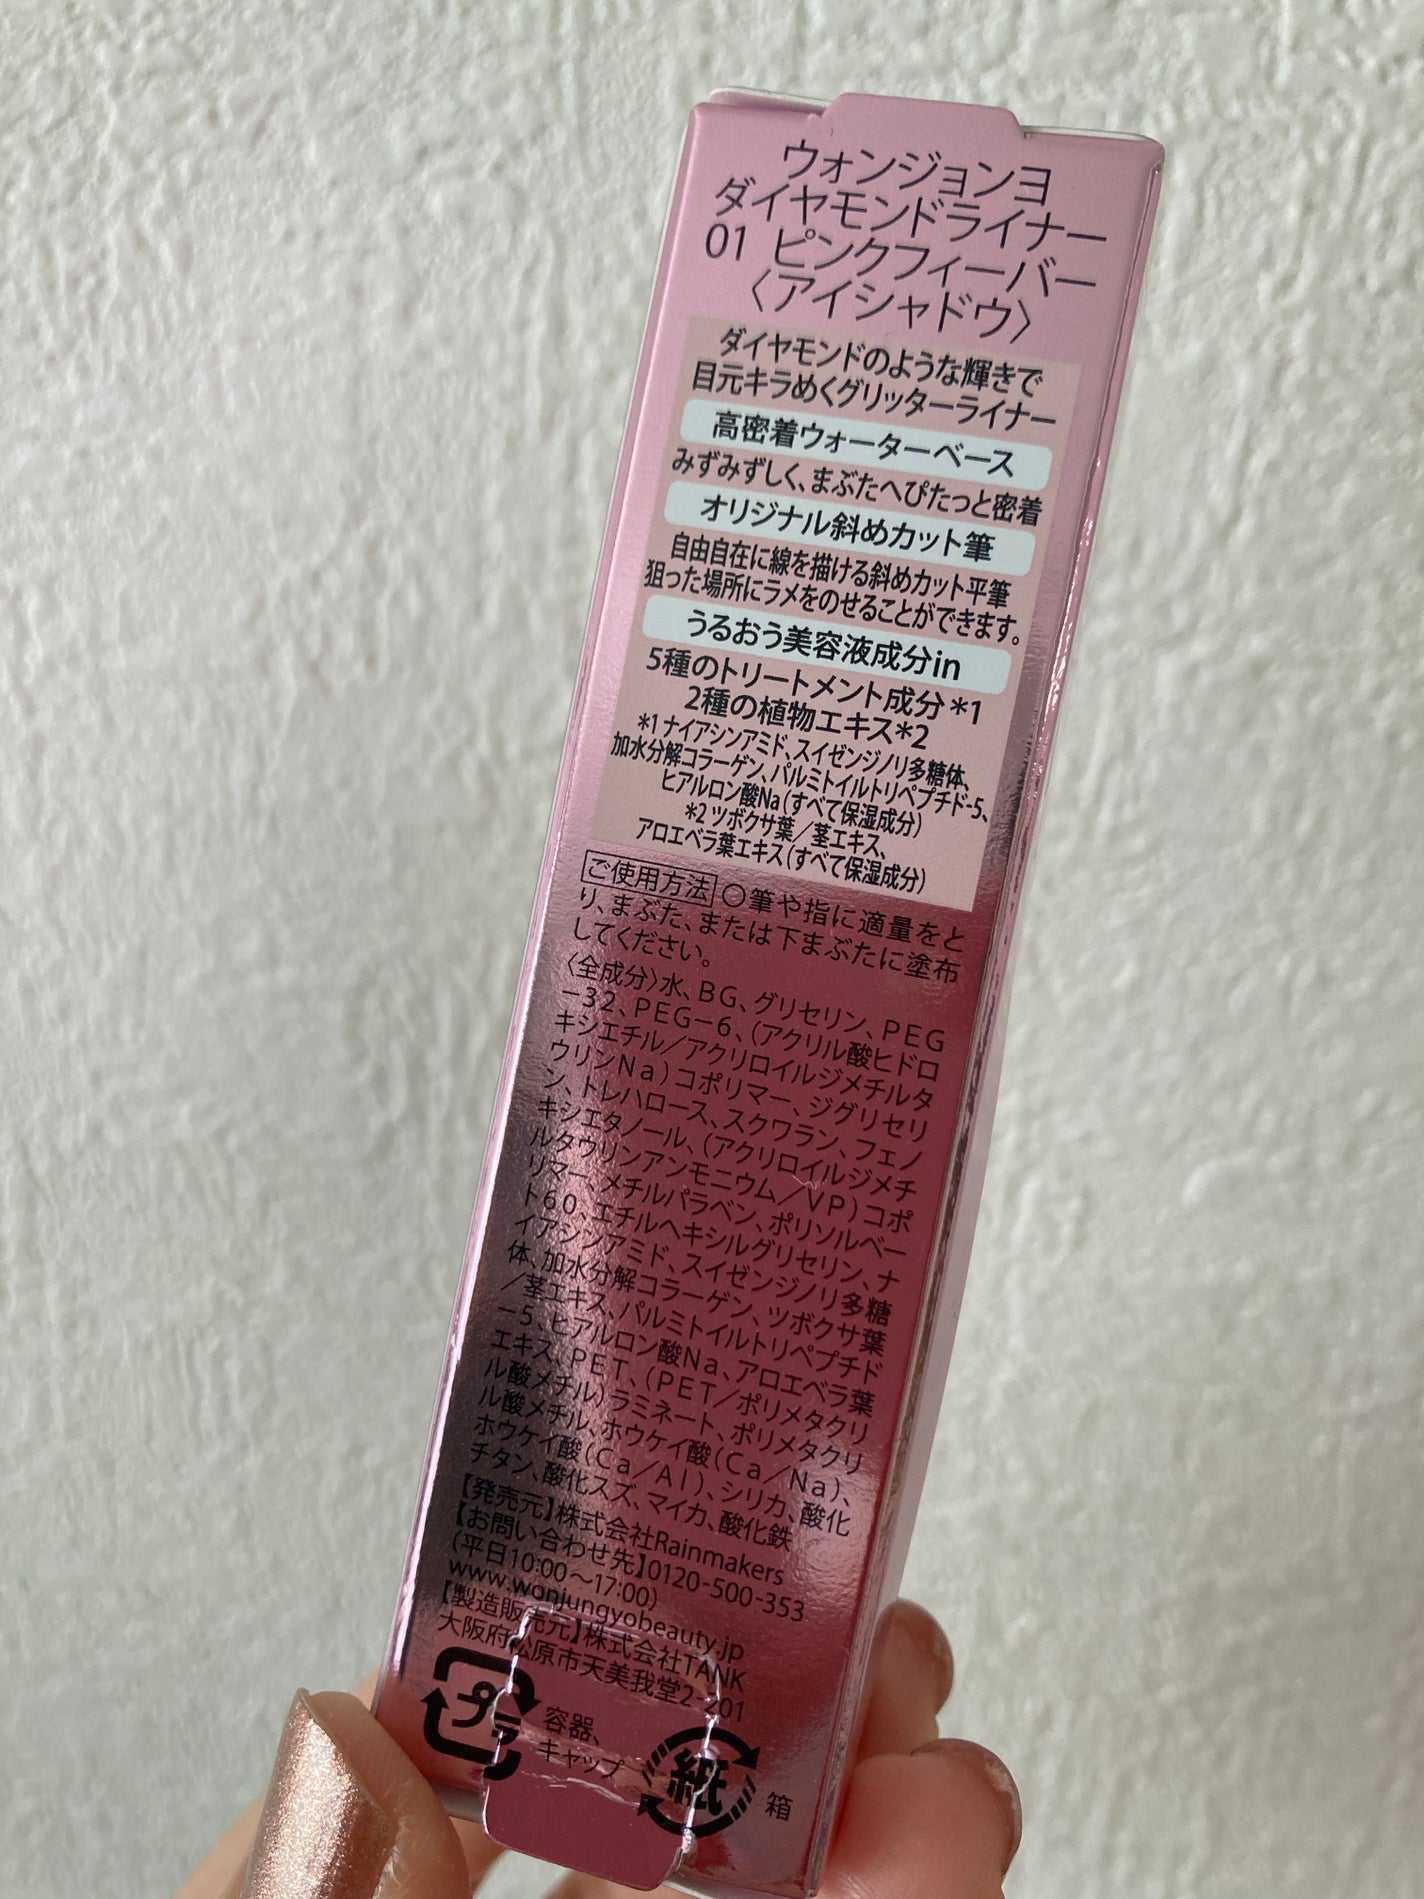 ウォンジョンヨ
ダイヤモンドライナー
01 ピンクフィーバー
〈アイシャドウ〉
ダイヤモンドのような輝きで
目元キラめくグリッターライナー
高密着ウォーターベース
みずみずしく、まぶたへぴたっと密着
オリジナル斜めカット筆
自由自在に線を描ける斜めカット平筆
狙った場所にラメをのせることができます。
うるおう美容液成分in
5種のトリートメント成分*1
2種の植物エキス*2
*1 ナイアシンアミド、スイゼンジノリ多糖体、
加水分解コラーゲン、パルミトイルトリペプチド-5、
ヒアルロン酸Na(すべて保湿成分)
*2 ツボクサ葉/茎エキス、
アロエベラ葉エキス(すべて保湿成分)
ご使用方法 〇筆や指に適量をと
り、まぶた、または下まぶたに塗布
してください。
〈全成分〉水、BG、グリセリン、PEG
-32、PEG-6、(アクリル酸ヒドロ
キシエチル/アクリロイルジメチルタ
ウリンNa)コポリマー、ジグリセリ
ン、トレハロース、スクワラン、フェノ
キシエタノール、(アクリロイルジメチ
ルタウリンアンモニウム/VP)コポ
リマー、メチルパラベン、ポリソルベー
ト60、エチルヘキシルグリセリン、ナ
イアシンアミド、スイゼンジノリ多糖
体、加水分解コラーゲン、ツボクサ葉
/茎エキス、パルミトイルトリペプチド
-5、ヒアルロン酸Na、アロエベラ葉
エキス、PET、(PET/ポリメタクリ
ル酸メチル)ラミネート、ポリメタクリ
ル酸メチル、ホウケイ酸(Ca/Na)、
ホウケイ酸(Ca/Al)、シリカ、酸化
チタン、酸化スズ、マイカ、酸化鉄
【発売元】株式会社Rainmakers
【お問い合わせ先】0120-500-353
(平日10:00~17:00)
www.wonjungyobeauty.jp
【製造販売元】株式会社TANK
大阪府松原市天美我堂2-201
プラ 容器、
キャップ
紙 箱